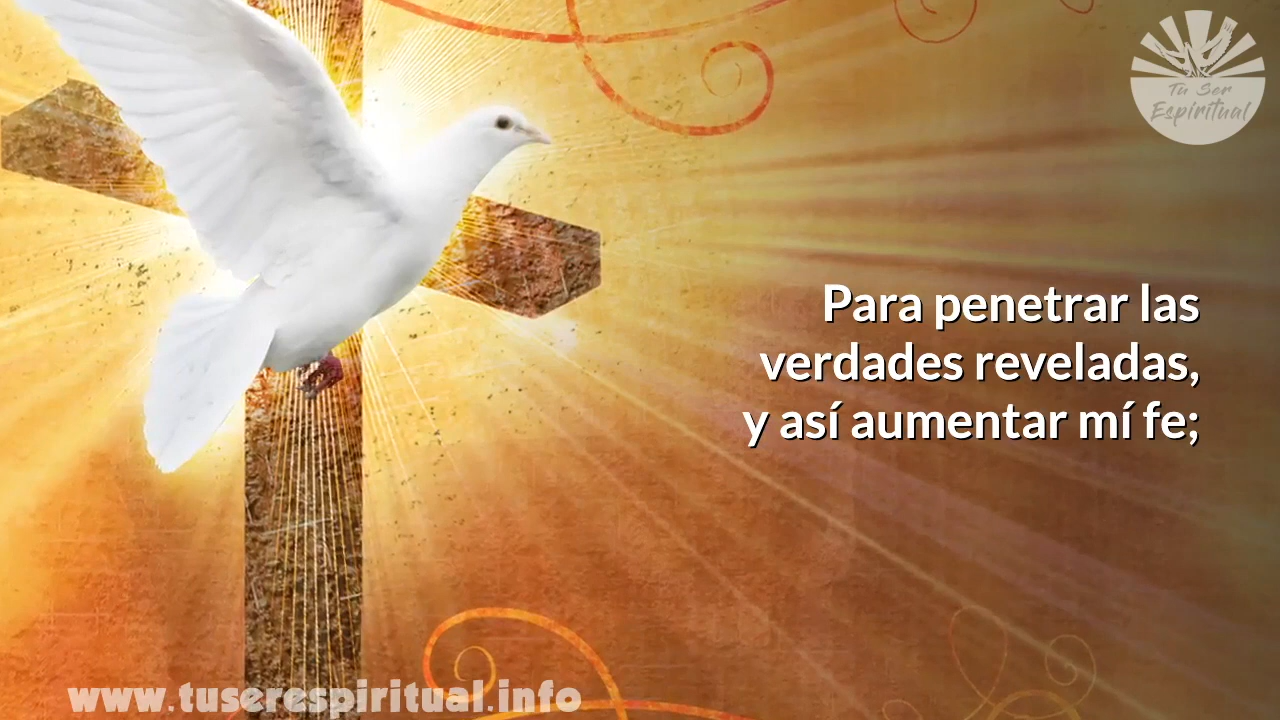 Tu Ser
Espiritual
Para penetrar las
verdades reveladas,
y así aumentar mí fe;
www.tuserespiritual.info